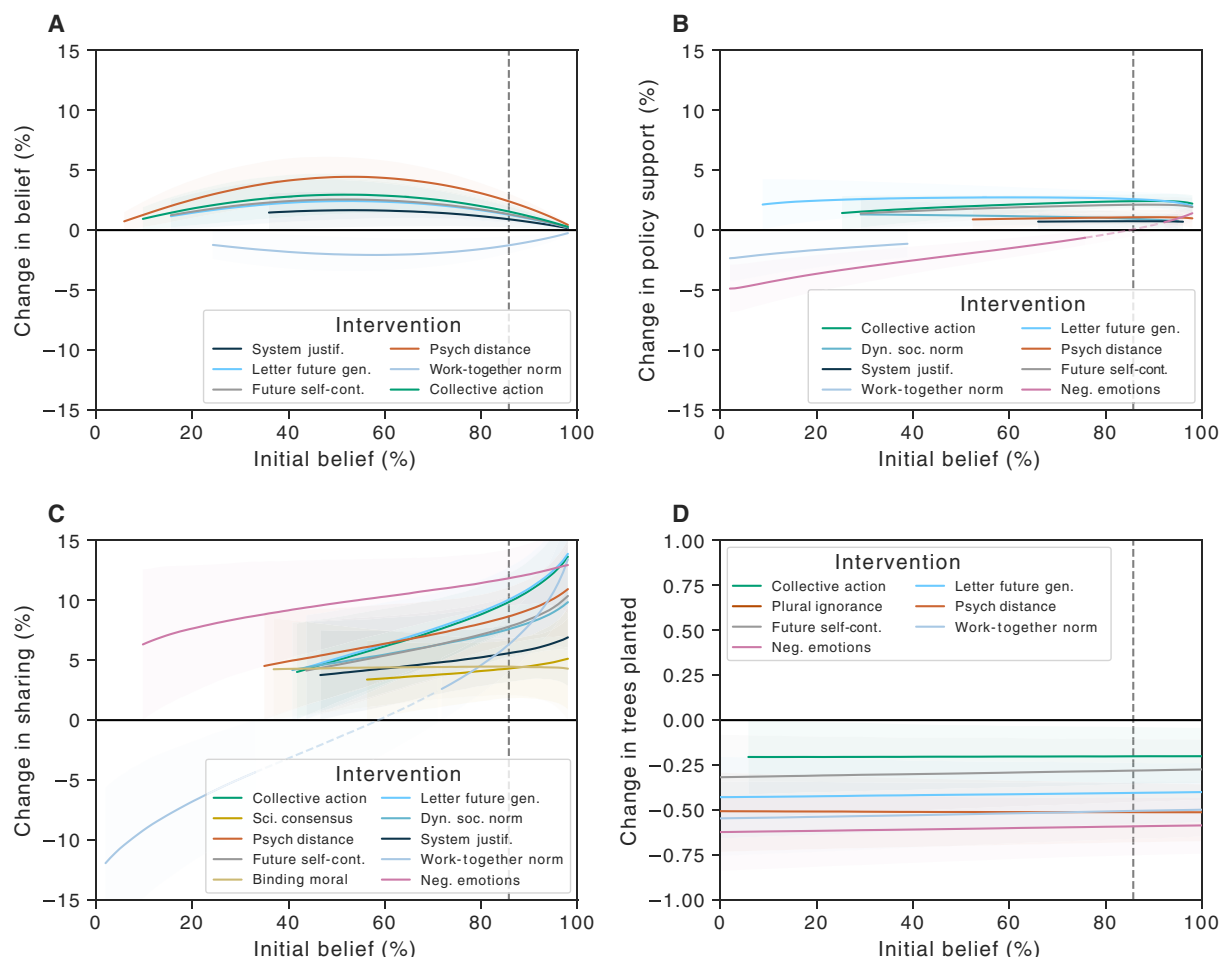 A
Change in belief (%)
15
10
5
0
−5
−10
−15
Intervention
System justif.
Psych distance
Letter future gen.
Work-together norm
Future self-cont.
Collective action
0 20 40 60 80 100
Initial belief (%)
B
Change in policy support (%)
15
10
5
0
−5
−10
−15
Intervention
Collective action
Letter future gen.
Dyn. soc. norm
Psych distance
System justif.
Future self-cont.
Work-together norm
Neg. emotions
0 20 40 60 80 100
Initial belief (%)
C
Change in sharing (%)
15
10
5
0
−5
−10
−15
Intervention
Collective action
Letter future gen.
Sci. consensus
Dyn. soc. norm
Psych distance
System justif.
Future self-cont.
Work-together norm
Binding moral
Neg. emotions
0 20 40 60 80 100
Initial belief (%)
D
Change in trees planted
1.00
0.75
0.50
0.25
0.00
−0.25
−0.50
−0.75
−1.00
Intervention
Collective action
Letter future gen.
Plural ignorance
Psych distance
Future self-cont.
Work-together norm
Neg. emotions
0 20 40 60 80 100
Initial belief (%)